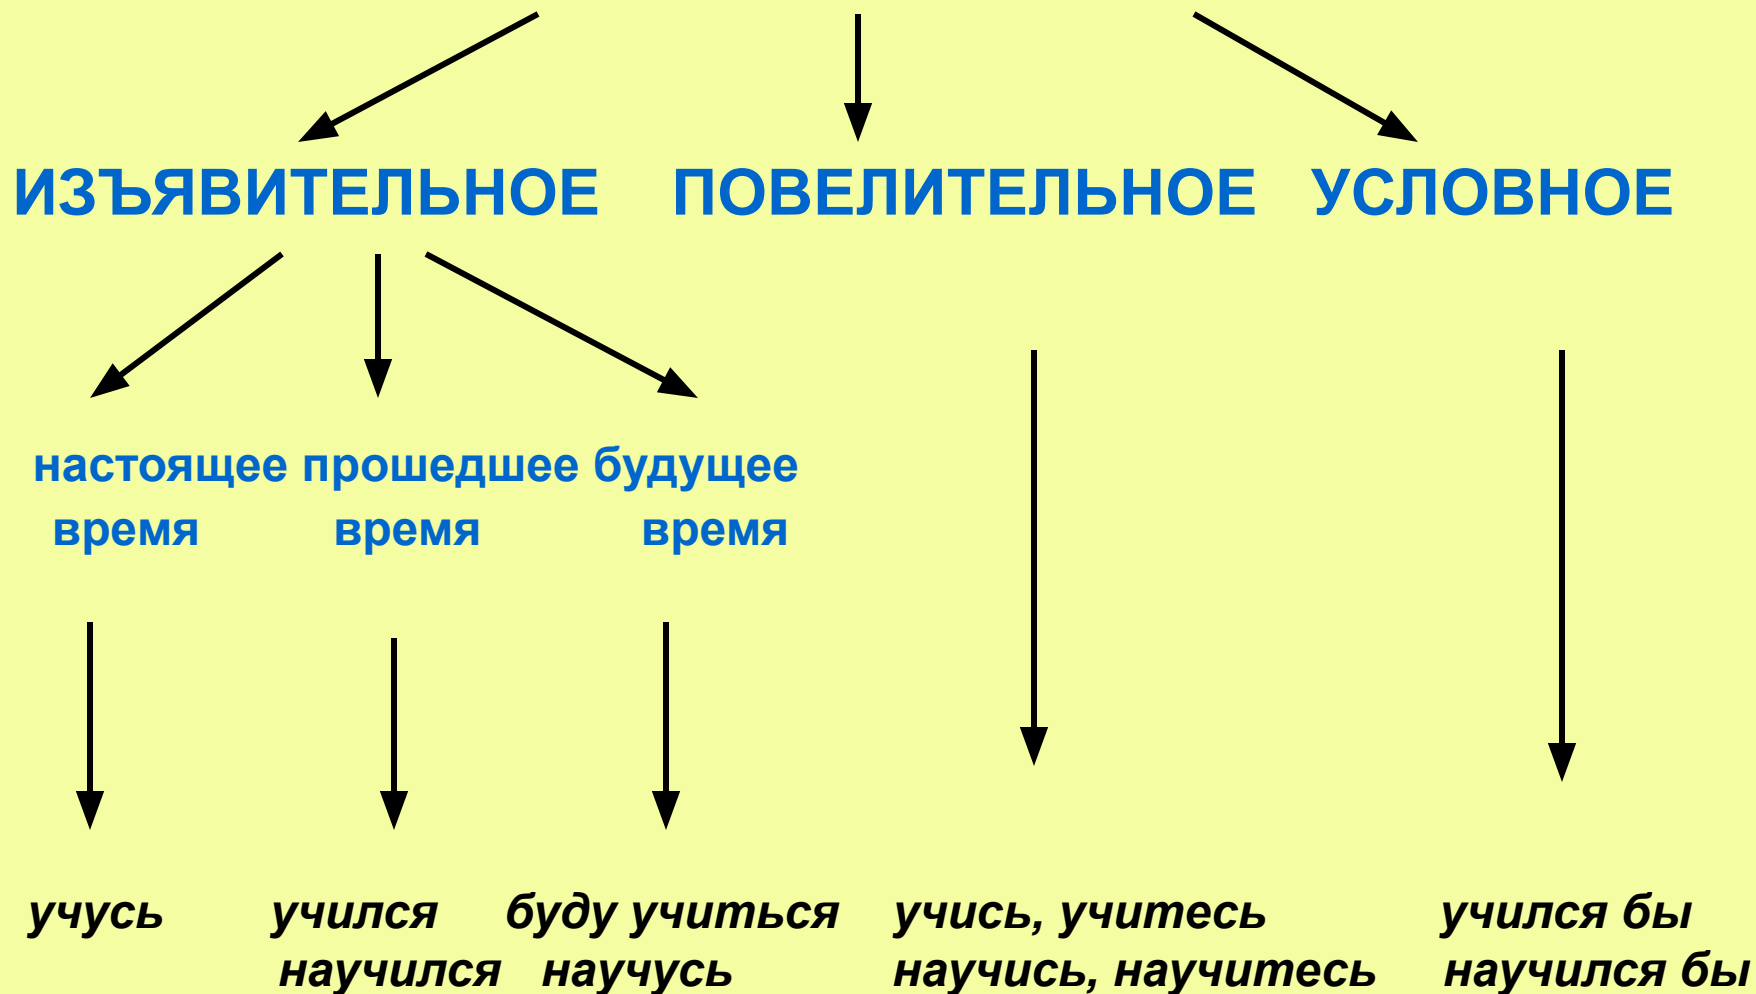 ИЗЪЯВИТЕЛЬНОЕ ПОВЕЛИТЕЛЬНОЕ УСЛОВНОЕ
настоящее прошедшее будущее
время время время
учусь учился буду учиться учись, учитесь учился бы
научился научусь научись, научитесь научился бы